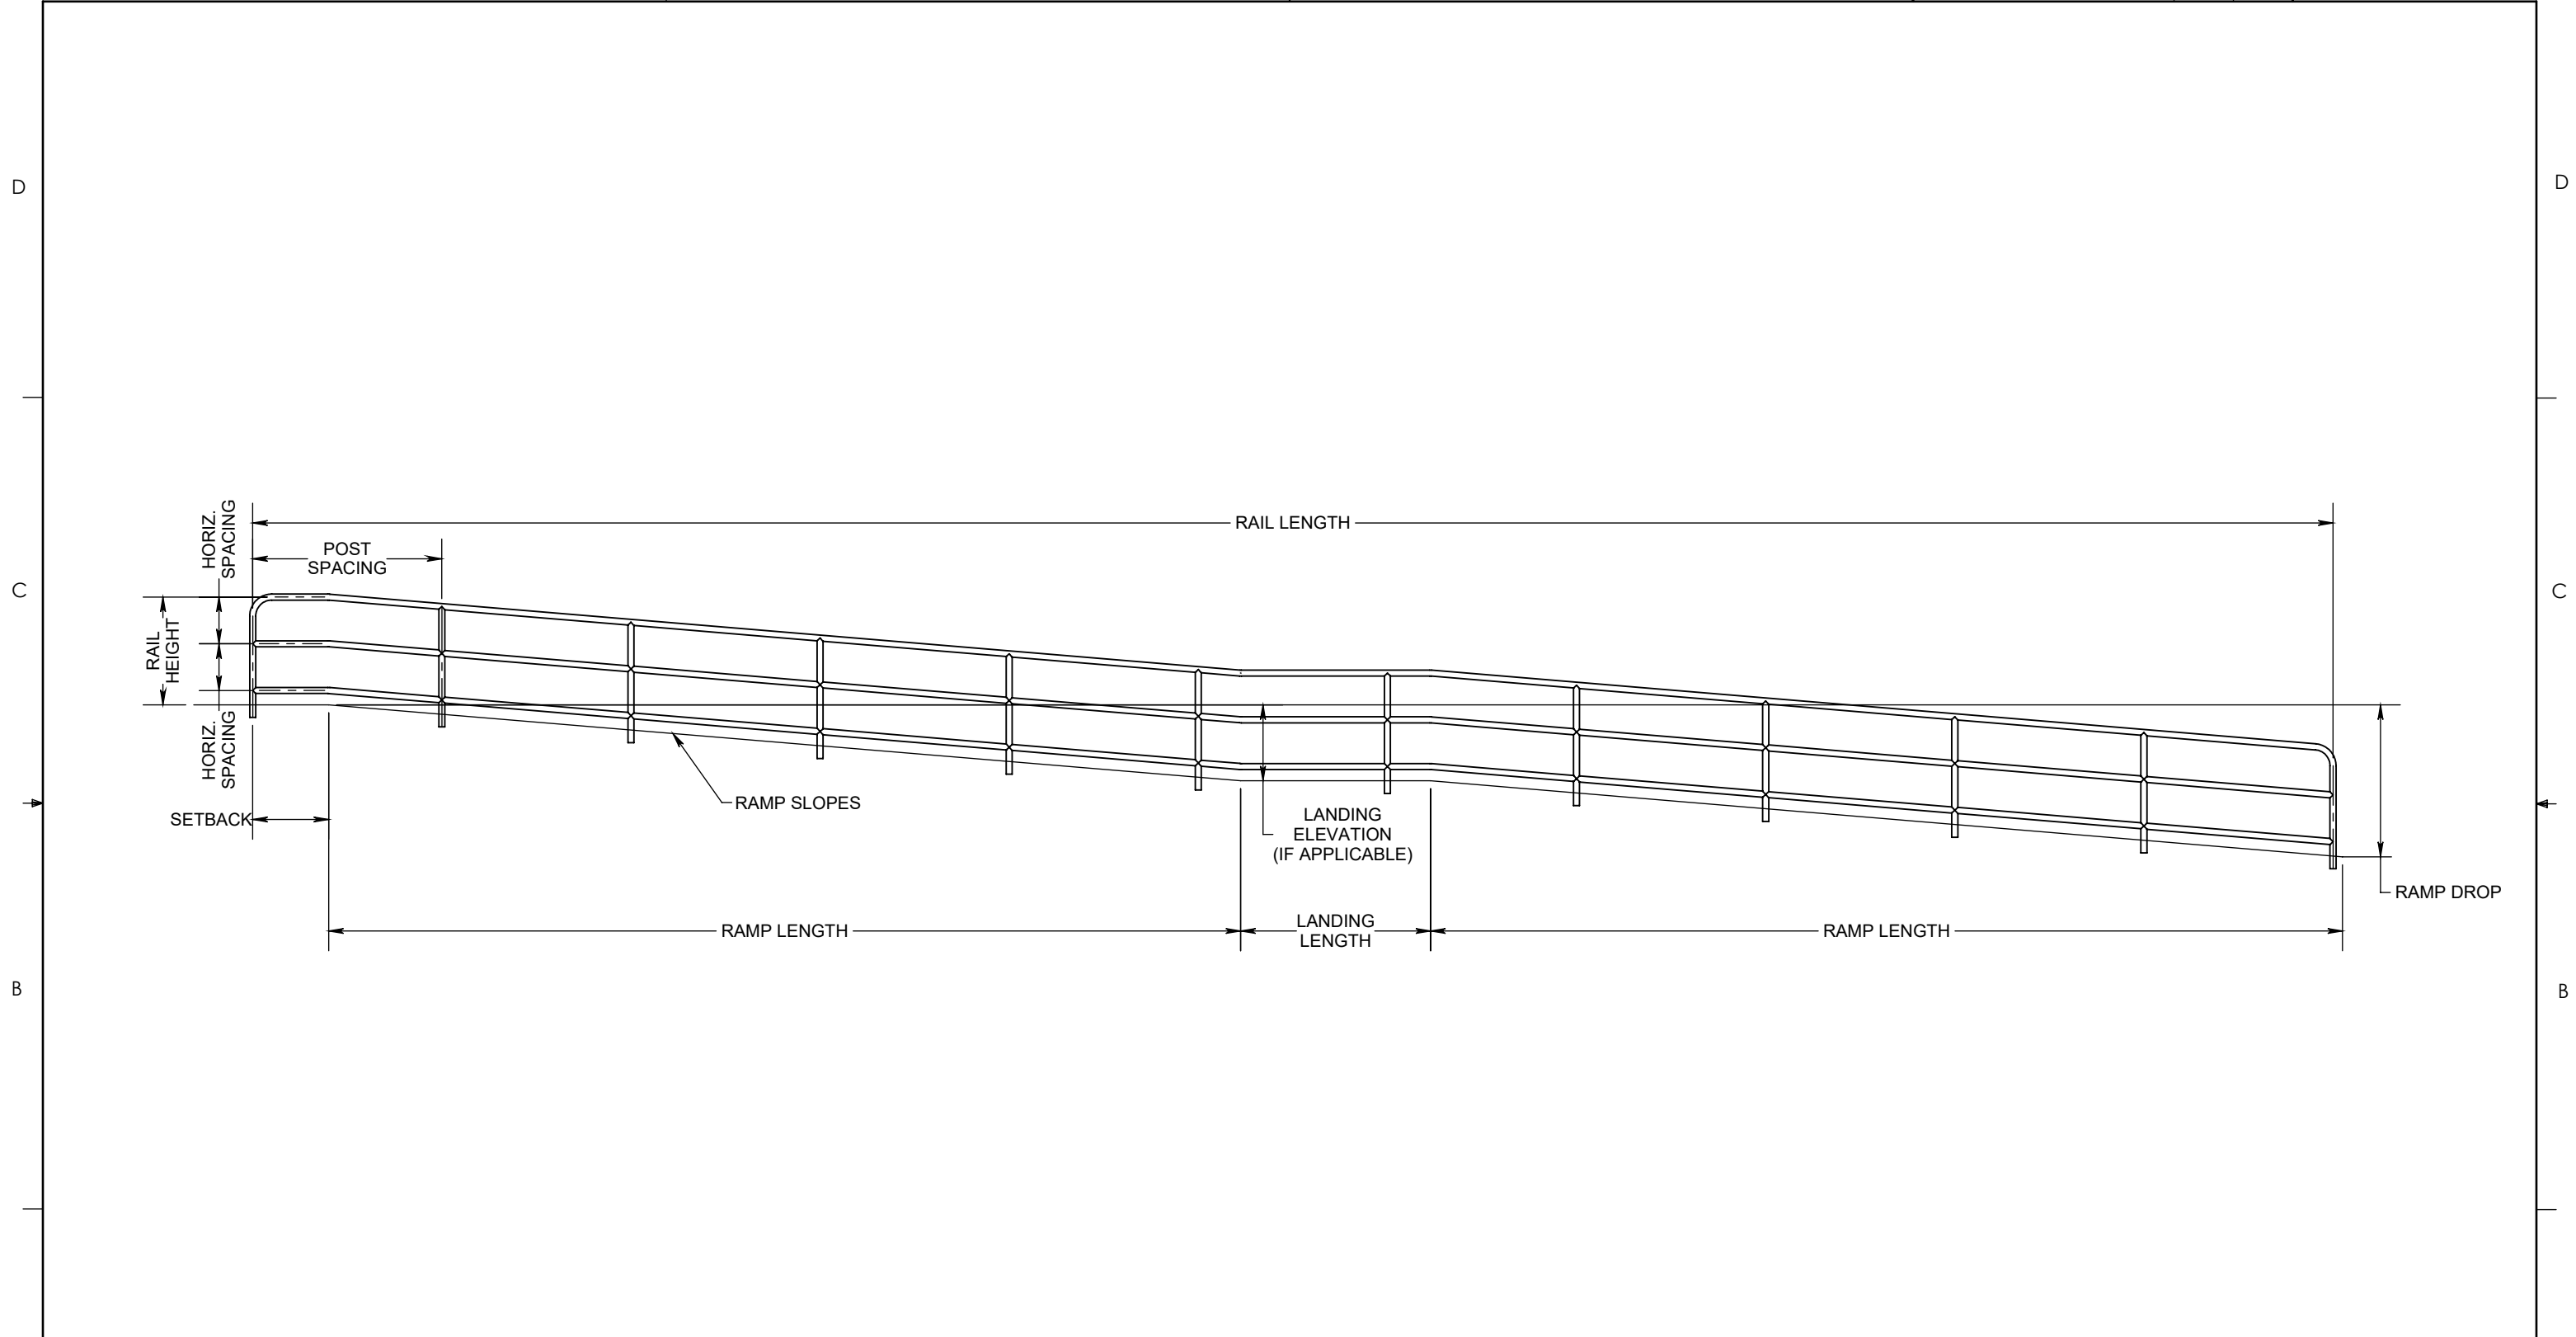 D
D
RAIL LENGTH
HORIZ.
SPACING
POST
SPACING
C
C
RAIL
HEIGHT
HORIZ.
SPACING
SETBACK
RAMP SLOPES
LANDING
ELEVATION
(IF APPLICABLE)
RAMP DROP
RAMP LENGTH
LANDING
LENGTH
RAMP LENGTH
B
B